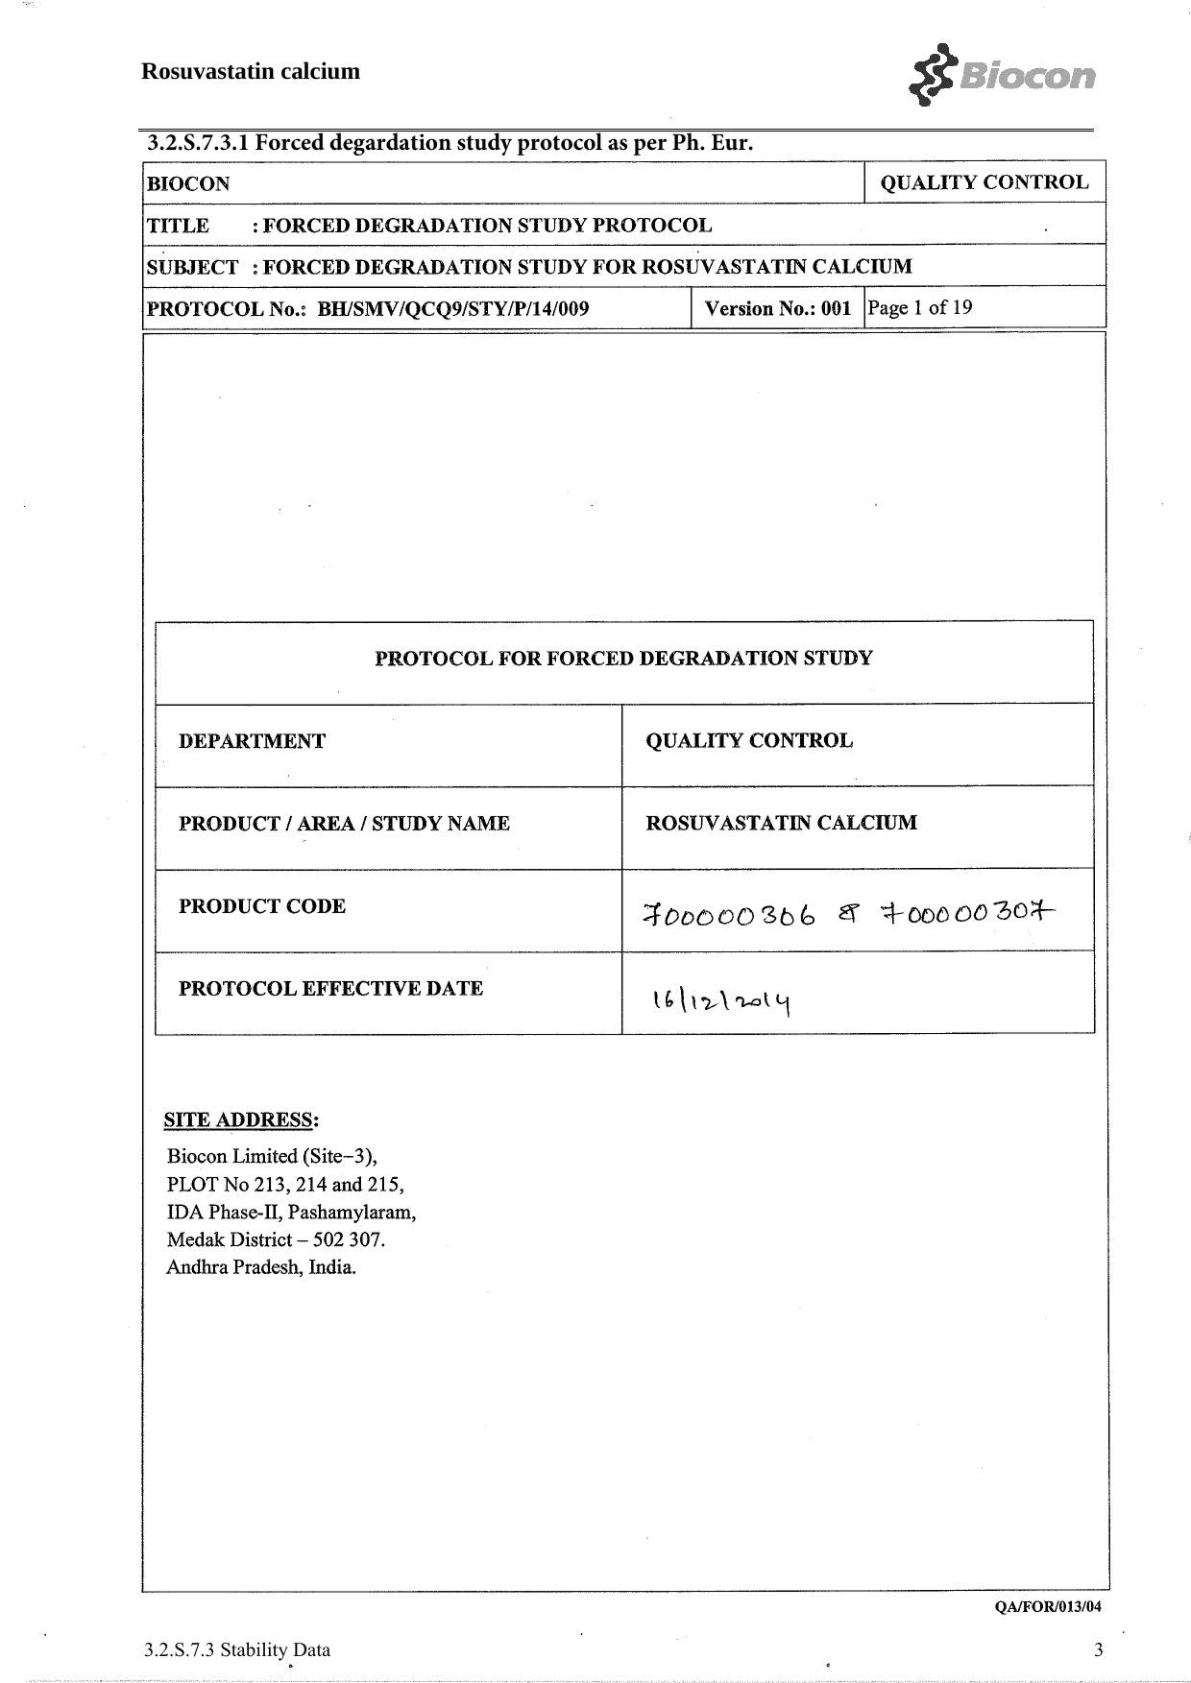 Rosuvastatin calcium
Biocon
3.2.S.7.3.1 Forced degardation study protocol as per Ph. Eur.
BIOCON QUALITY CONTROL
TITLE : FORCED DEGRADATION STUDY PROTOCOL
SUBJECT : FORCED DEGRADATION STUDY FOR ROSUVASTATIN CALCIUM
PROTOCOL No.: BH/SMV/QCQ9/STY/P/14/009 Version No.: 001 Page 1 of 19
PROTOCOL FOR FORCED DEGRADATION STUDY
DEPARTMENT QUALITY CONTROL
PRODUCT / AREA / STUDY NAME ROSUVASTATIN CALCIUM
PRODUCT CODE 700000306 & 700000307
PROTOCOL EFFECTIVE DATE 16/12/2014
SITE ADDRESS:
Biocon Limited (Site–3),
PLOT No 213, 214 and 215,
IDA Phase-II, Pashamylaram,
Medak District – 502 307.
Andhra Pradesh, India.
QA/FOR/013/04
3.2.S.7.3 Stability Data 3